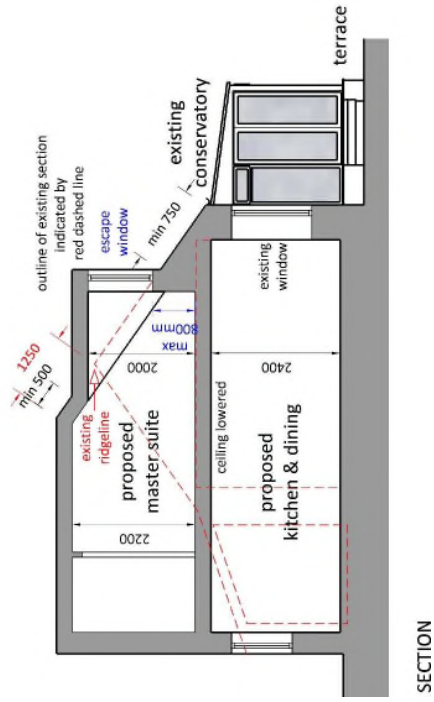 outline of existing section
indicated by
red dashed line
escape
window
min 750
existing
conservatory
terrace
1250
min 500
existing
ridgeline
2000
max
800mm
proposed
master suite
2200
ceiling lowered
existing
window
2400
proposed
kitchen & dining
SECTION